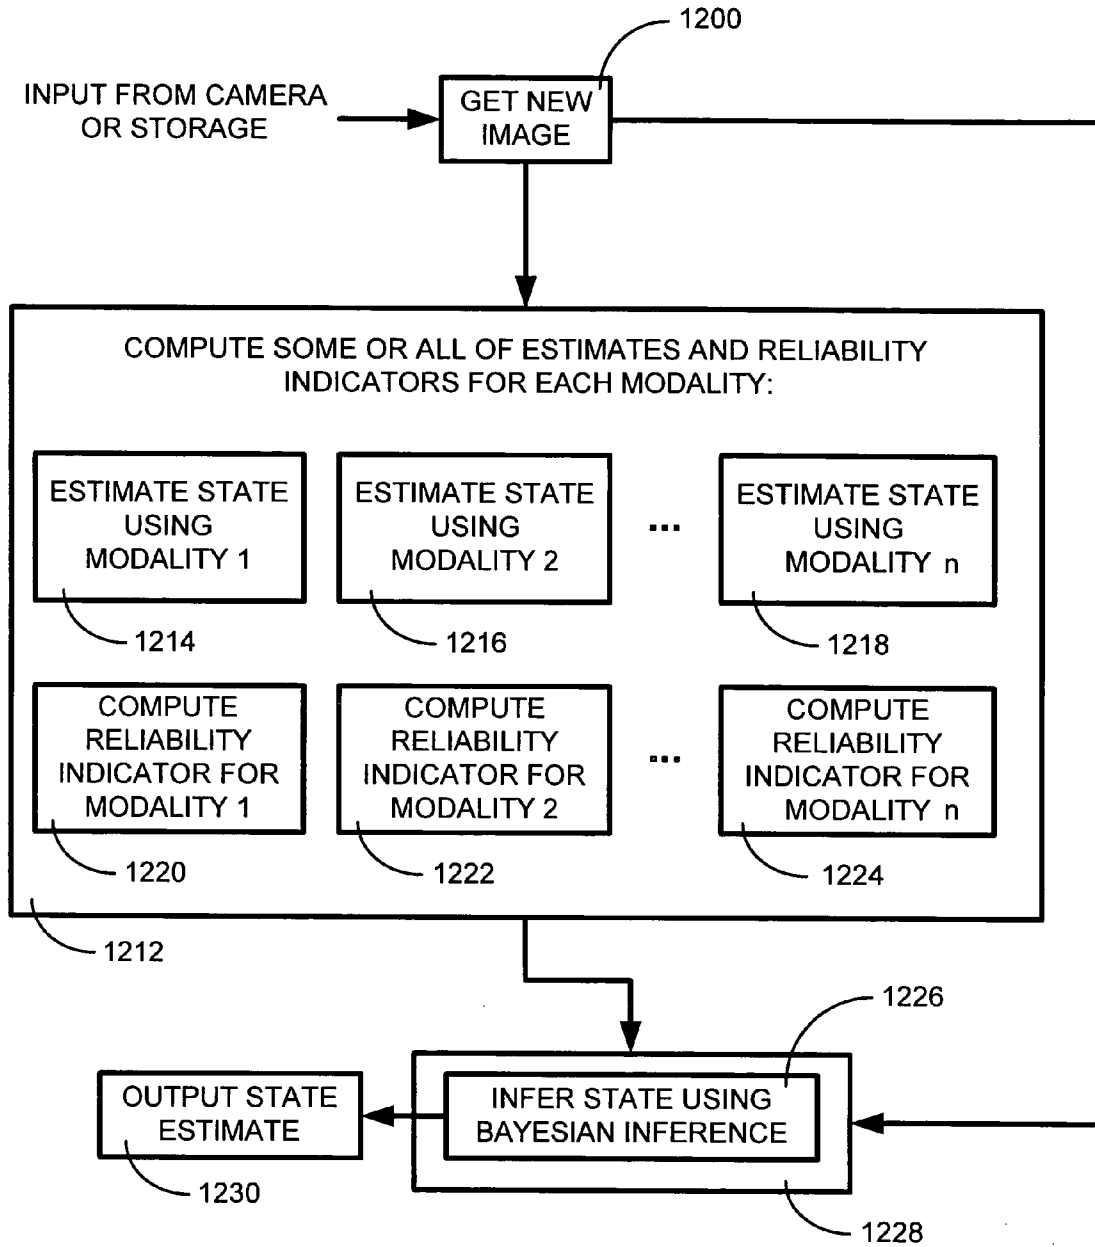 1200
INPUT FROM CAMERA
OR STORAGE
GET NEW
IMAGE
COMPUTE SOME OR ALL OF ESTIMATES AND RELIABILITY
INDICATORS FOR EACH MODALITY:
ESTIMATE STATE
USING
MODALITY 1
ESTIMATE STATE
USING
MODALITY 2
...
ESTIMATE STATE
USING
MODALITY n
1214
1216
1218
COMPUTE
RELIABILITY
INDICATOR FOR
MODALITY 1
COMPUTE
RELIABILITY
INDICATOR FOR
MODALITY 2
...
COMPUTE
RELIABILITY
INDICATOR FOR
MODALITY n
1220
1222
1224
1212
1226
INFER STATE USING
BAYESIAN INFERENCE
OUTPUT STATE
ESTIMATE
1230
1228